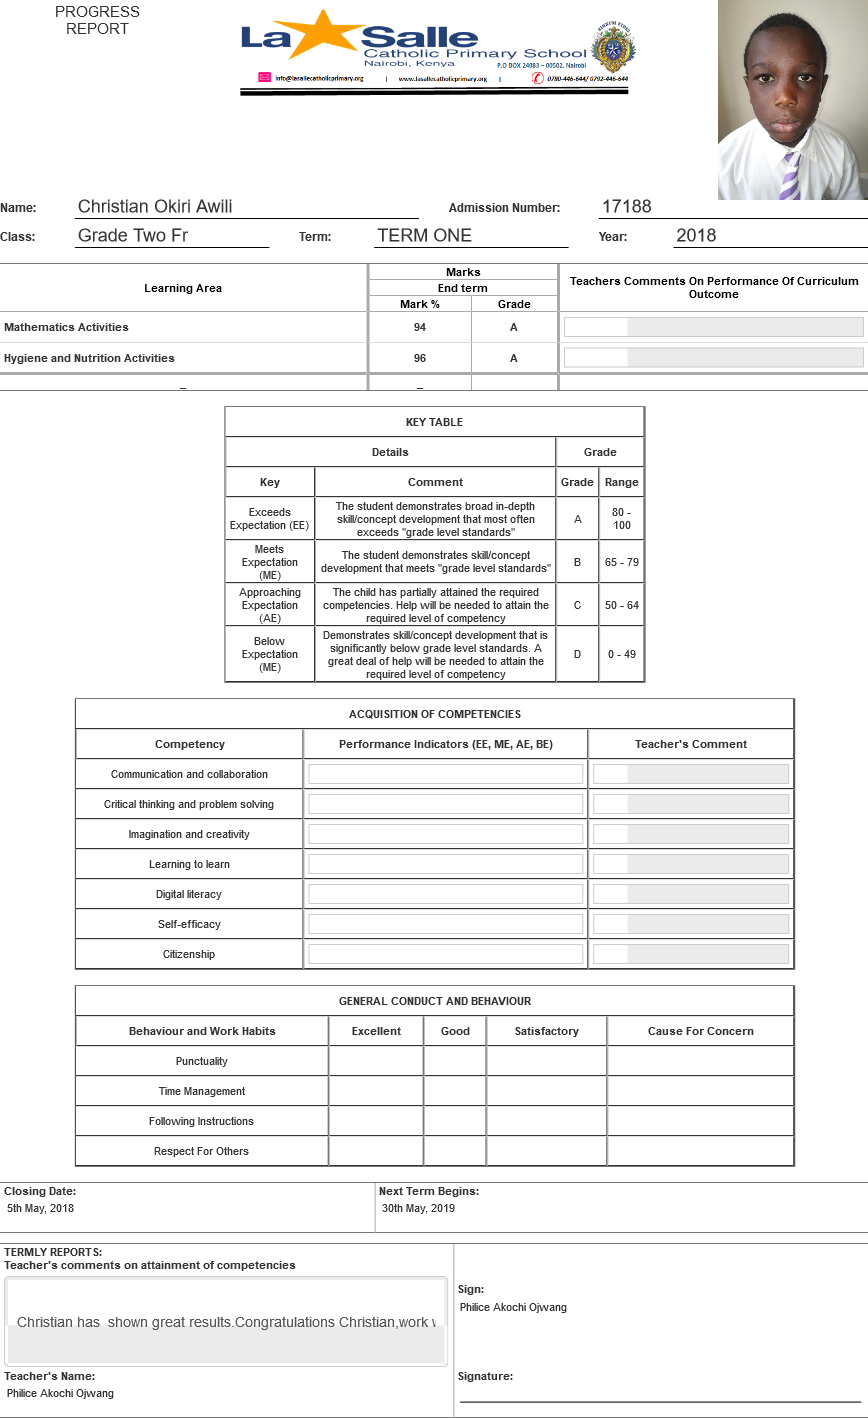 PROGRESS
REPORT
La Salle
Catholic Primary School
Nairobi, Kenya
P.O BOX 24083 – 00502, Nairobi
info@lasallecatholicprimary.org | www.lasallecatholicprimary.org | 0780-446-644/ 0792-446-644
Name: Christian Okiri Awili Admission Number: 17188
Class: Grade Two Fr Term: TERM ONE Year: 2018
Learning Area Marks Teachers Comments On Performance Of Curriculum Outcome
End term
Mark % Grade
Mathematics Activities 94 A
Hygiene and Nutrition Activities 96 A
_ _
KEY TABLE
Details Grade
Key Comment Grade Range
Exceeds Expectation (EE) The student demonstrates broad in-depth skill/concept development that most often exceeds "grade level standards" A 80 - 100
Meets Expectation (ME) The student demonstrates skill/concept development that meets "grade level standards" B 65 - 79
Approaching Expectation (AE) The child has partially attained the required competencies. Help will be needed to attain the required level of competency C 50 - 64
Below Expectation (ME) Demonstrates skill/concept development that is significantly below grade level standards. A great deal of help will be needed to attain the required level of competency D 0 - 49
ACQUISITION OF COMPETENCIES
Competency Performance Indicators (EE, ME, AE, BE) Teacher's Comment
Communication and collaboration
Critical thinking and problem solving
Imagination and creativity
Learning to learn
Digital literacy
Self-efficacy
Citizenship
GENERAL CONDUCT AND BEHAVIOUR
Behaviour and Work Habits Excellent Good Satisfactory Cause For Concern
Punctuality
Time Management
Following Instructions
Respect For Others
Closing Date: Next Term Begins:
5th May, 2018 30th May, 2019
TERMLY REPORTS:
Teacher's comments on attainment of competencies
Christian has shown great results.Congratulations Christian,work
Sign:
Philice Akochi Ojwang
Teacher's Name: Signature:
Philice Akochi Ojwang